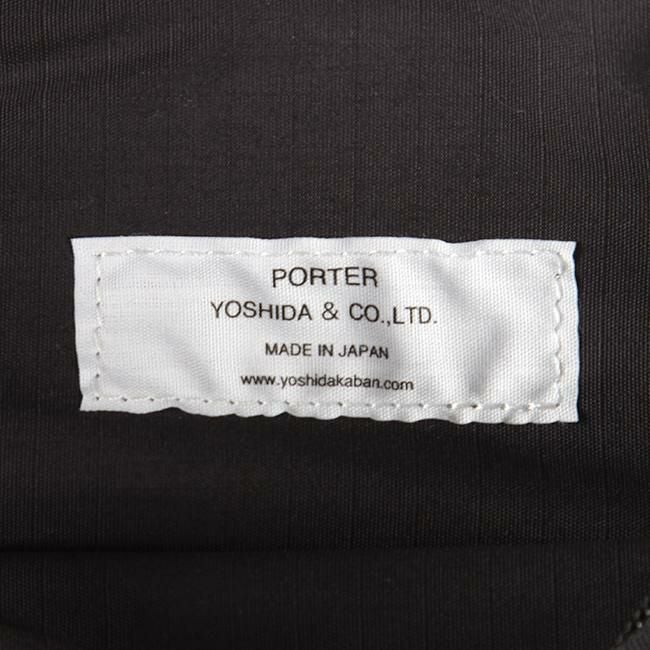 PORTER
YOSHIDA & CO.,LTD.
MADE IN JAPAN
www.yoshidakaban.com